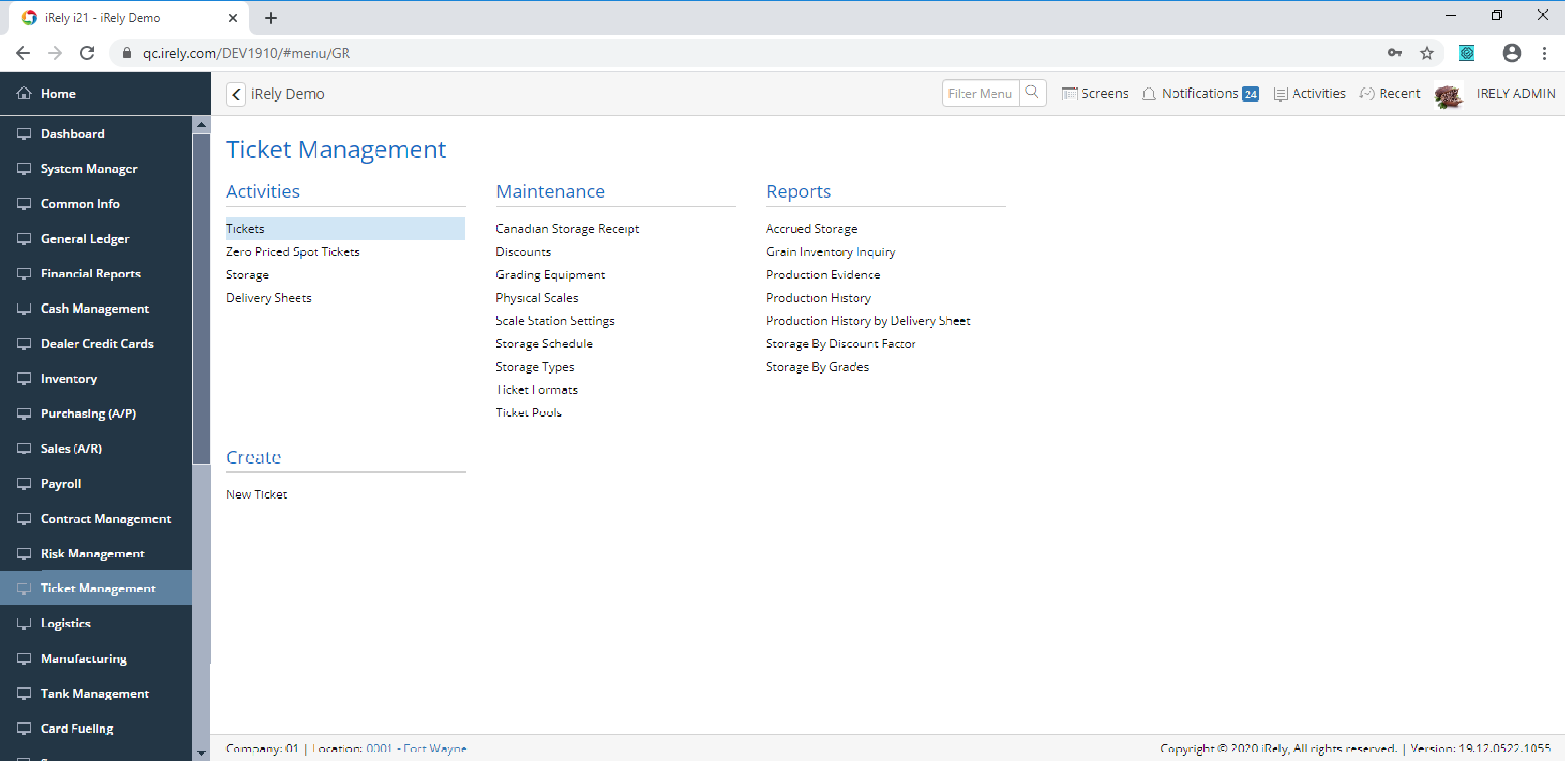 iRely i21 - iRely Demo
qc.irely.com/DEV1910/#menu/GR
Home
iRely Demo
Filter Menu
Screens
Notifications 24
Activities
Recent
IRELY ADMIN
Dashboard
System Manager
Common Info
General Ledger
Financial Reports
Cash Management
Dealer Credit Cards
Inventory
Purchasing (A/P)
Sales (A/R)
Payroll
Contract Management
Risk Management
Ticket Management
Logistics
Manufacturing
Tank Management
Card Fueling
Ticket Management
Activities
Tickets
Zero Priced Spot Tickets
Storage
Delivery Sheets
Maintenance
Canadian Storage Receipt
Discounts
Grading Equipment
Physical Scales
Scale Station Settings
Storage Schedule
Storage Types
Ticket Formats
Ticket Pools
Reports
Accrued Storage
Grain Inventory Inquiry
Production Evidence
Production History
Production History by Delivery Sheet
Storage By Discount Factor
Storage By Grades
Create
New Ticket
Company: 01 | Location: 0001 - Fort Wayne
Copyright © 2020 iRely, All rights reserved. | Version: 19.12.0522.1055